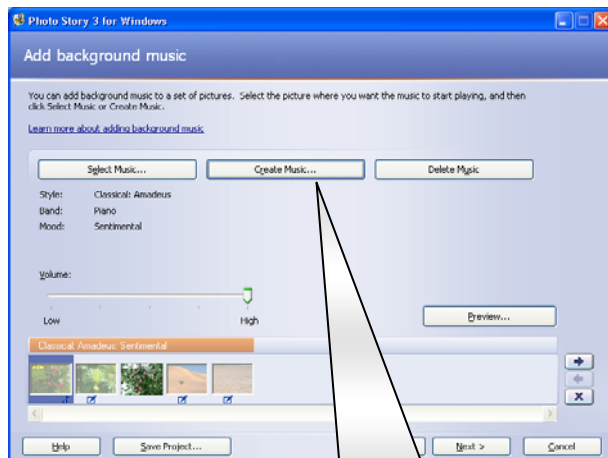 Photo Story 3 for Windows
Add background music
You can add background music to a set of pictures. Select the picture where you want the music to start playing, and then
click Select Music or Create Music.
Learn more about adding background music
Select Music...
Create Music...
Delete Music
Style: Classical: Amadeus
Band: Piano
Mood: Sentimental
Volume:
Low
High
Preview...
Classical: Amadeus: Sentimental
Help
Save Project...
Next >
Cancel